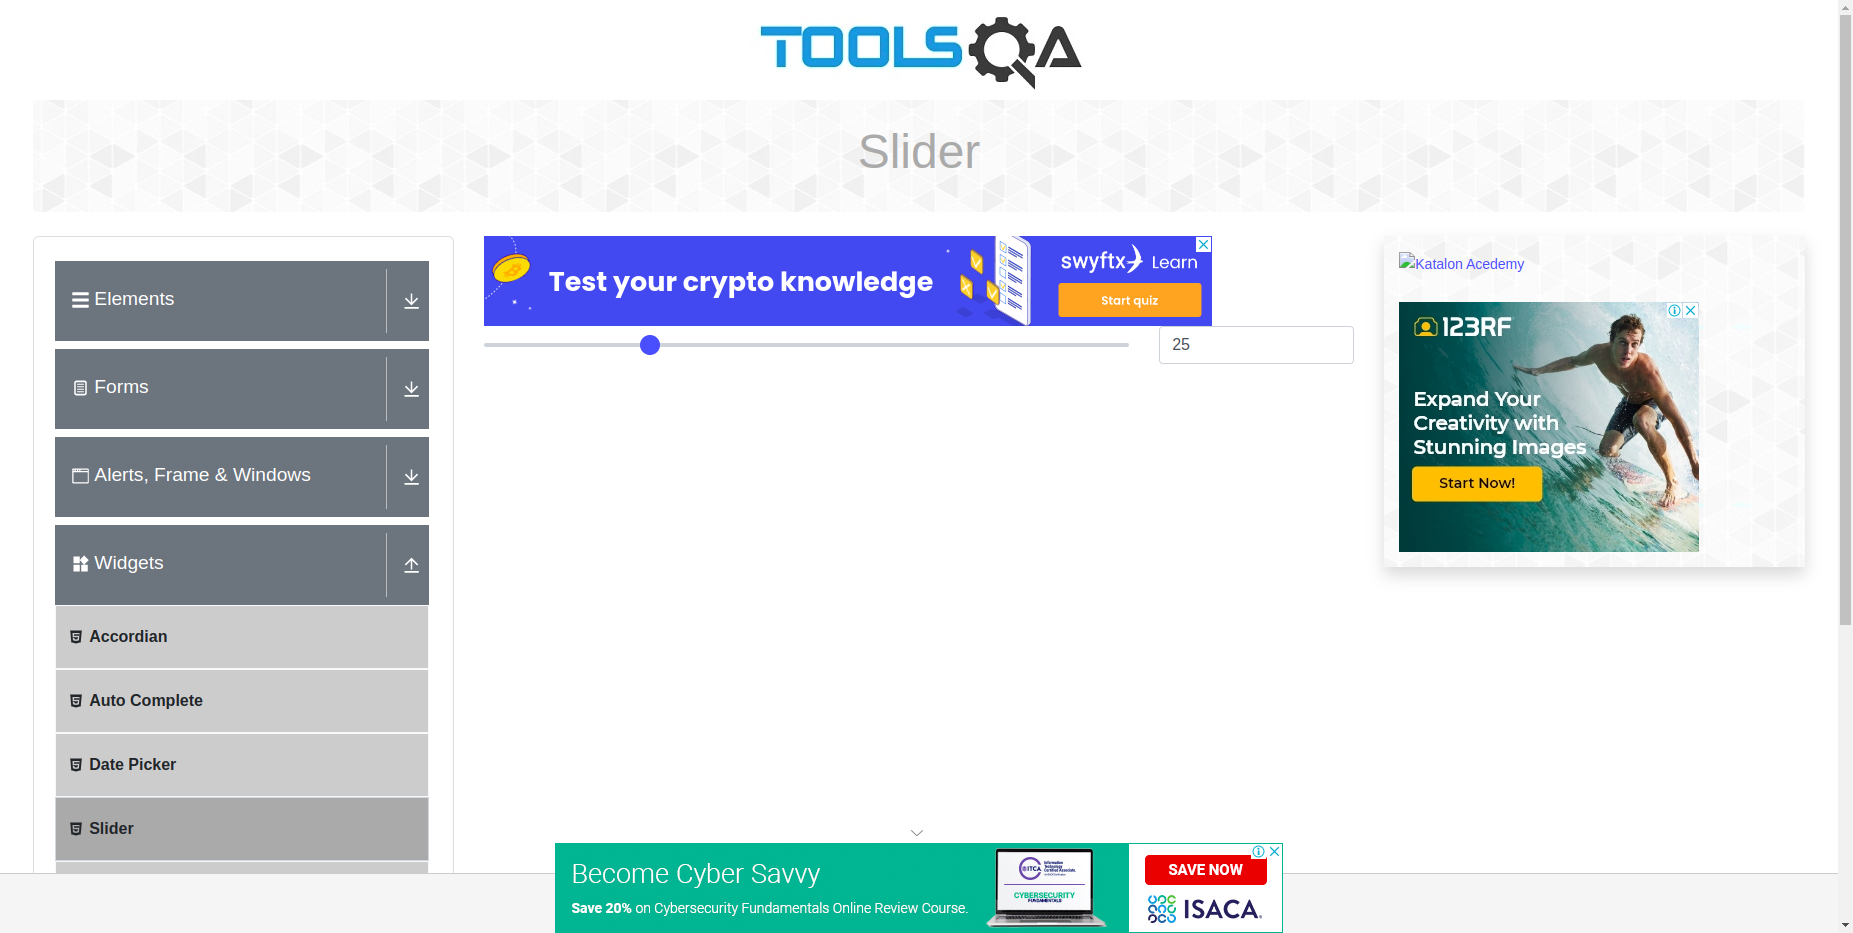 TOOLSQA
Slider
Elements
Forms
Alerts, Frame & Windows
Widgets
Accordian
Auto Complete
Date Picker
Slider
Test your crypto knowledge
swyftx Learn
Start quiz
25
Katalon Acedemy
123RF
Expand Your
Creativity with
Stunning Images
Start Now!
Become Cyber Savvy
Save 20% on Cybersecurity Fundamentals Online Review Course.
ITCA
CYBERSECURITY
FUNDAMENTALS
SAVE NOW
ISACA.